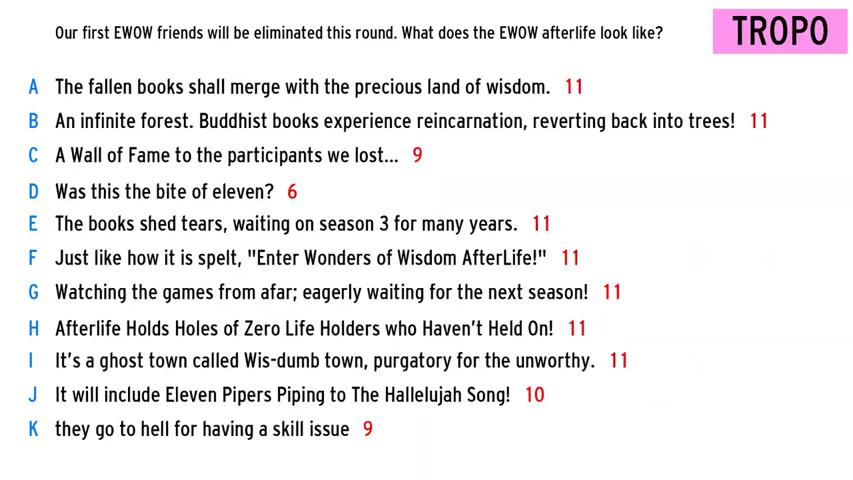 Our first EWOW friends will be eliminated this round. What does the EWOW afterlife look like?
TROPO
A The fallen books shall merge with the precious land of wisdom. 11
B An infinite forest. Buddhist books experience reincarnation, reverting back into trees! 11
C A Wall of Fame to the participants we lost... 9
D Was this the bite of eleven? 6
E The books shed tears, waiting on season 3 for many years. 11
F Just like how it is spelt, "Enter Wonders of Wisdom AfterLife!" 11
G Watching the games from afar; eagerly waiting for the next season! 11
H Afterlife Holds Holes of Zero Life Holders who Haven't Held On! 11
I It's a ghost town called Wis-dumb town, purgatory for the unworthy. 11
J It will include Eleven Pipers Piping to The Hallelujah Song! 10
K they go to hell for having a skill issue 9